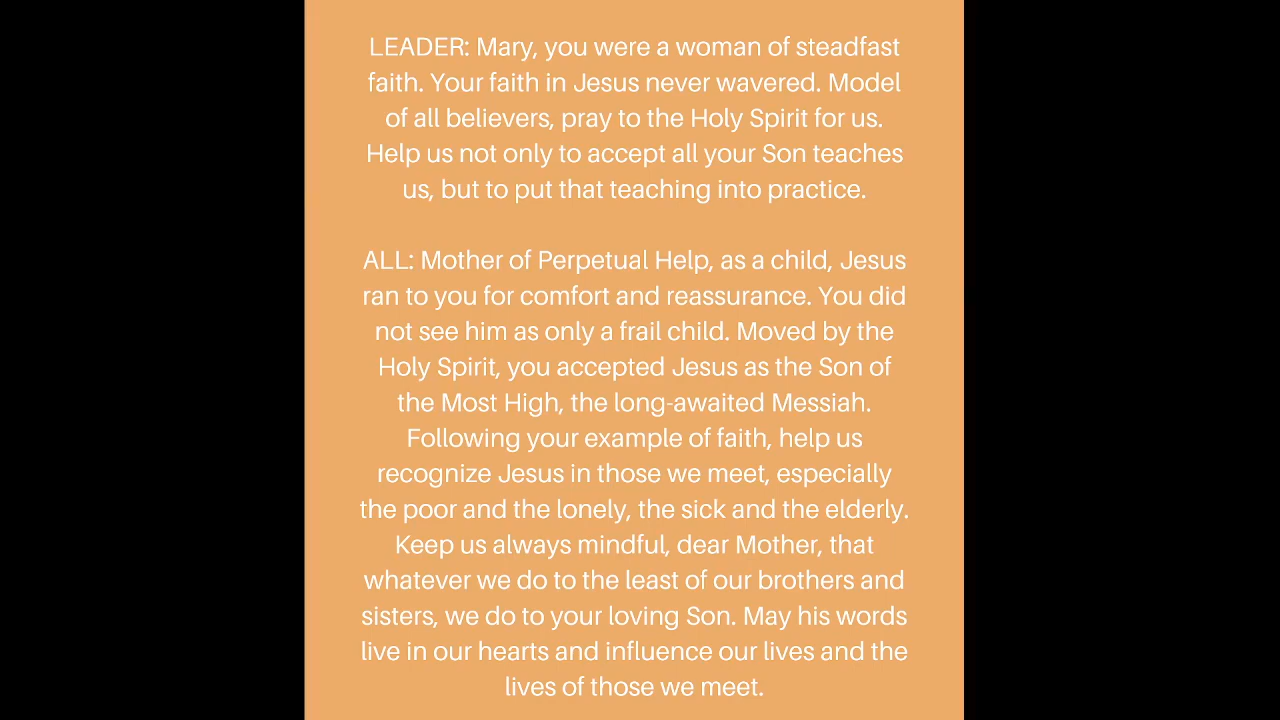 LEADER: Mary, you were a woman of steadfast
faith. Your faith in Jesus never wavered. Model
of all believers, pray to the Holy Spirit for us.
Help us not only to accept all your Son teaches
us, but to put that teaching into practice.
ALL: Mother of Perpetual Help, as a child, Jesus
ran to you for comfort and reassurance. You did
not see him as only a frail child. Moved by the
Holy Spirit, you accepted Jesus as the Son of
the Most High, the long-awaited Messiah.
Following your example of faith, help us
recognize Jesus in those we meet, especially
the poor and the lonely, the sick and the elderly.
Keep us always mindful, dear Mother, that
whatever we do to the least of our brothers and
sisters, we do to your loving Son. May his words
live in our hearts and influence our lives and the
lives of those we meet.